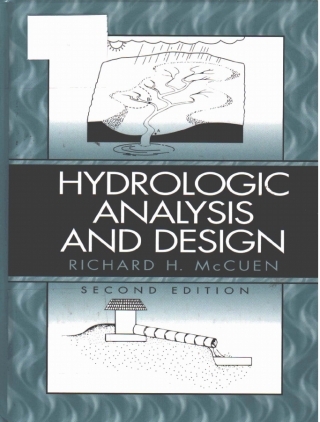 HYDROLOGIC
ANALYSIS
AND DESIGN
RICHARD H. McCUEN
SECOND EDITION